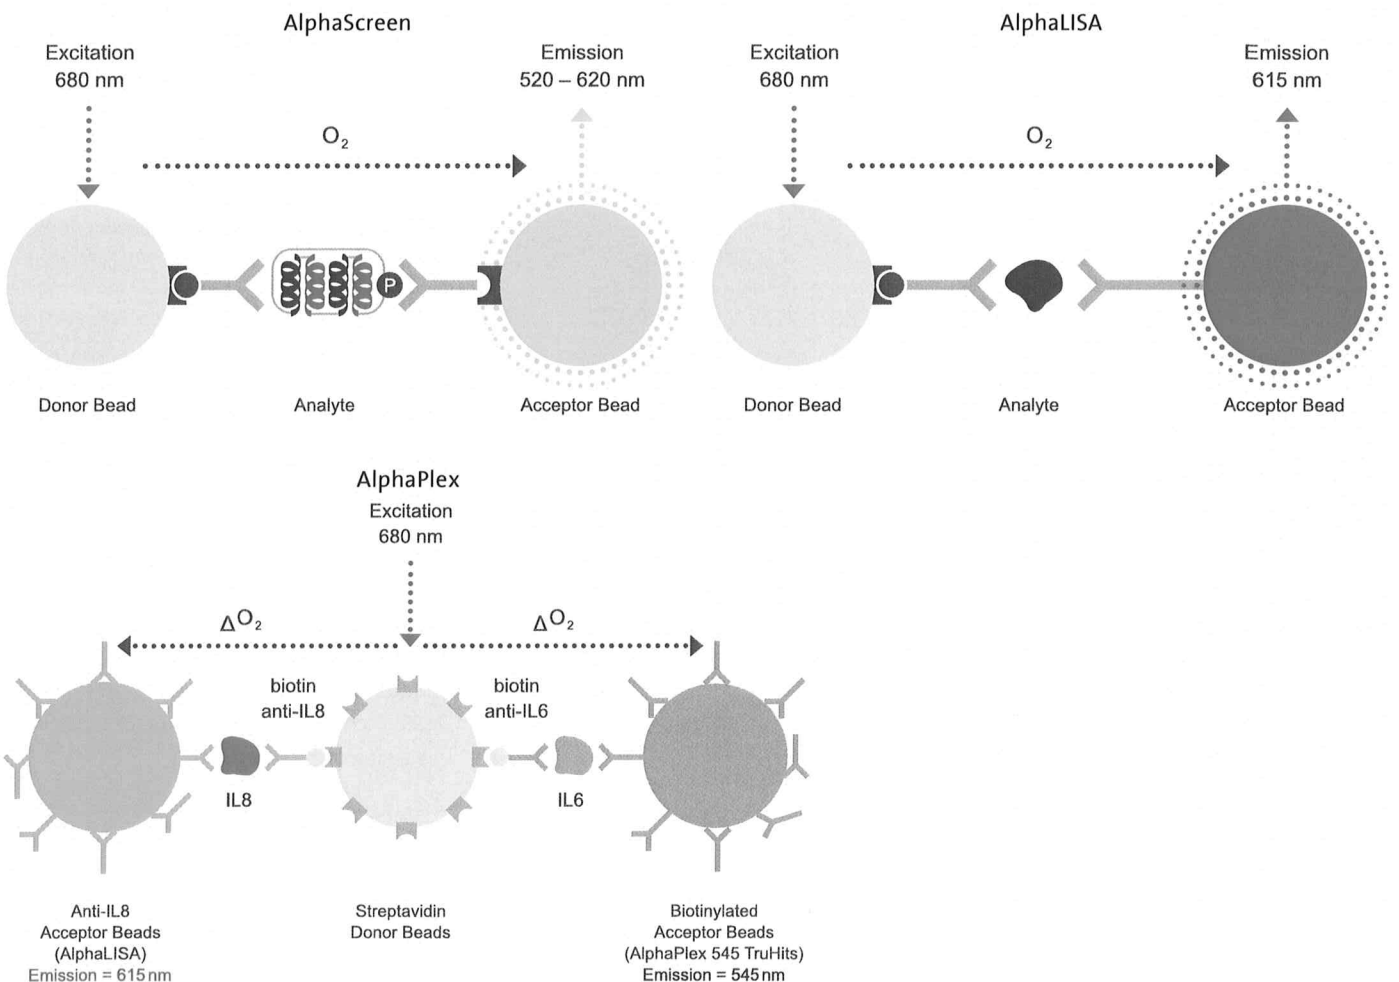 AlphaScreen
Excitation
680 nm
Emission
520 – 620 nm
O₂
P
Donor Bead
Analyte
Acceptor Bead
AlphaLISA
Excitation
680 nm
Emission
615 nm
O₂
Donor Bead
Analyte
Acceptor Bead
AlphaPlex
Excitation
680 nm
ΔO₂
ΔO₂
biotin
anti-IL8
biotin
anti-IL6
IL8
IL6
Anti-IL8
Acceptor Beads
(AlphaLISA)
Emission = 615 nm
Streptavidin
Donor Beads
Biotinylated
Acceptor Beads
(AlphaPlex 545 TruHits)
Emission = 545 nm